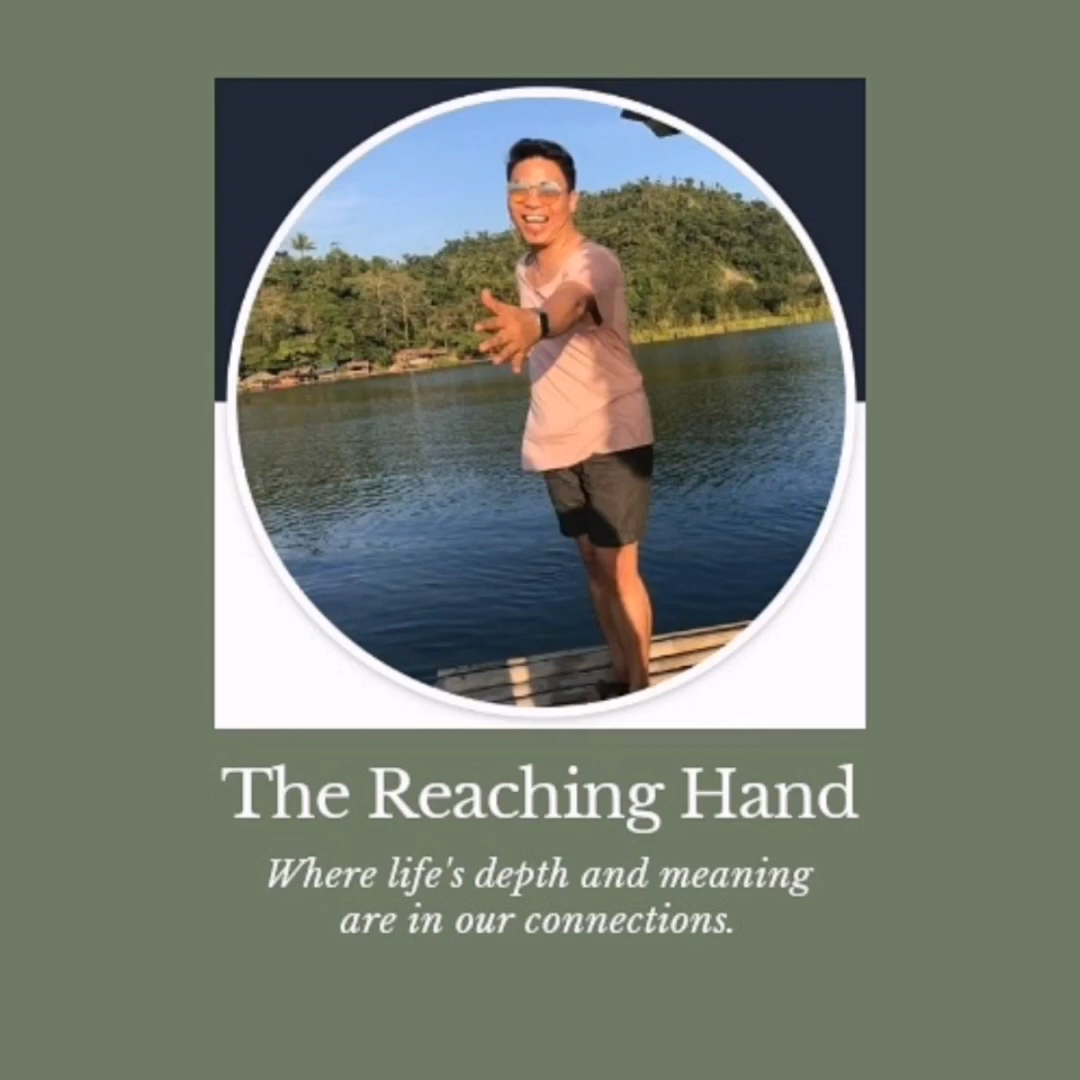 The Reaching Hand
Where life's depth and meaning
are in our connections.